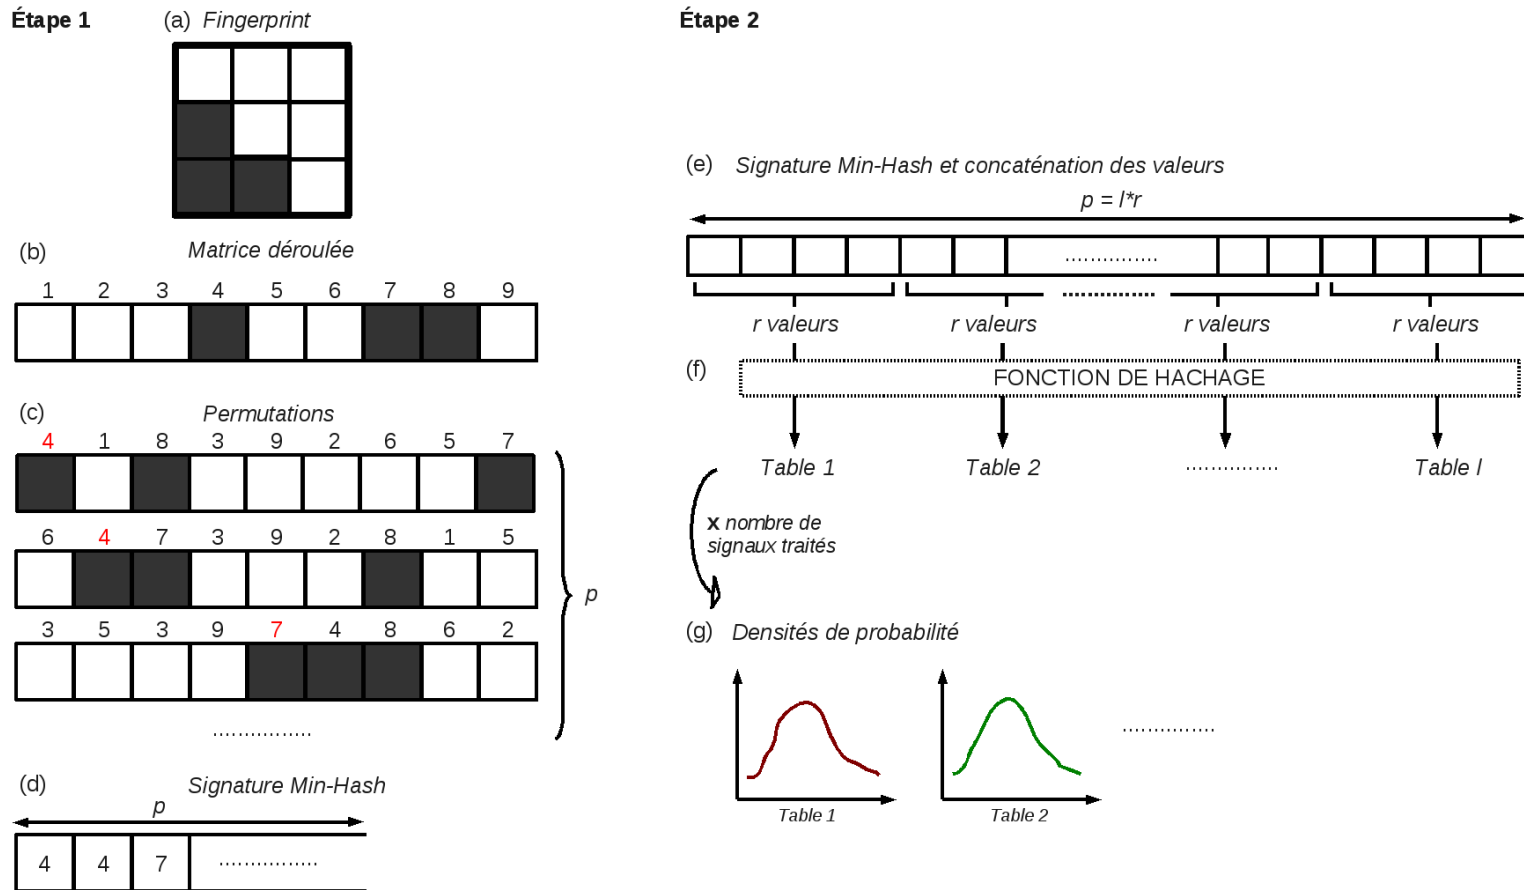 Étape 1
(a) Fingerprint
(b) Matrice déroulée
1 2 3 4 5 6 7 8 9
(c) Permutations
4 1 8 3 9 2 6 5 7
6 4 7 3 9 2 8 1 5
3 5 3 9 7 4 8 6 2
...............
p
(d) Signature Min-Hash
p
4 4 7 ...............
Étape 2
(e) Signature Min-Hash et concaténation des valeurs
p = l*r
..............
r valeurs r valeurs r valeurs r valeurs
(f) FONCTION DE HACHAGE
Table 1 Table 2 .............. Table l
x nombre de
signaux traités
(g) Densités de probabilité
..............
Table 1 Table 2